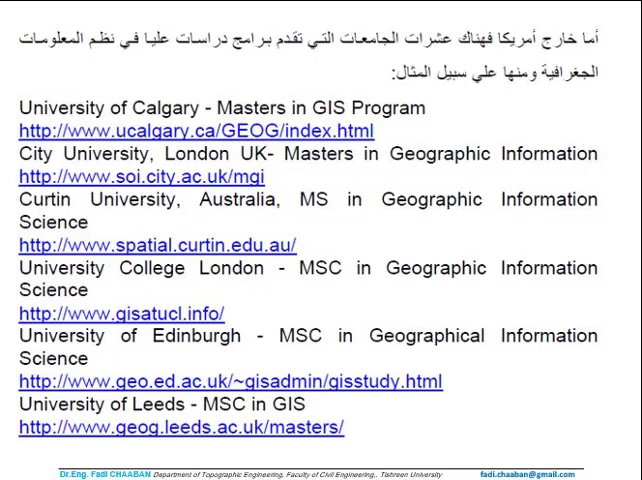 أما خارج أمريكا فهناك عشرات الجامعات التي تقدم برامج دراسات عليا في نظم المعلومات
الجغرافية ومنها علي سبيل المثال:
University of Calgary - Masters in GIS Program
http://www.ucalgary.ca/GEOG/index.html
City University, London UK- Masters in Geographic Information
http://www.soi.city.ac.uk/mgi
Curtin University, Australia, MS in Geographic Information
Science
http://www.spatial.curtin.edu.au/
University College London - MSC in Geographic Information
Science
http://www.gisatucl.info/
University of Edinburgh - MSC in Geographical Information
Science
http://www.geo.ed.ac.uk/~gisadmin/gisstudy.html
University of Leeds - MSC in GIS
http://www.geog.leeds.ac.uk/masters/
Dr.Eng. Fadi CHAABAN Department of Topographic Engineering, Faculty of Civil Engineering,. Tishreen University fadi.chaaban@gmail.com